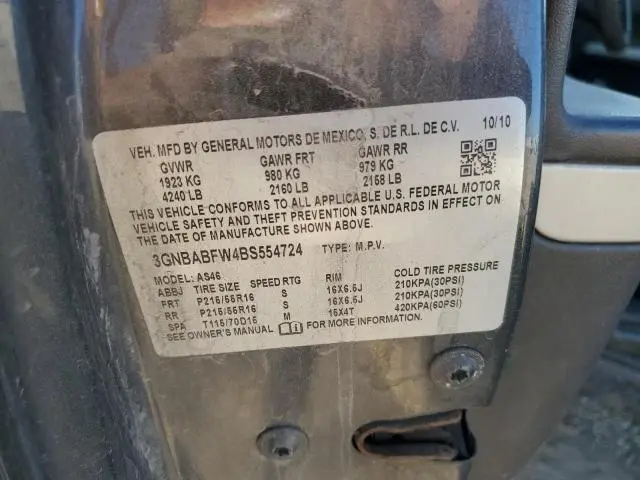 VEH. MFD BY GENERAL MOTORS DE MEXICO, S. DE R.L. DE C.V. 10/10
GVWR GAWR FRT GAWR RR
1923 KG 980 KG 979 KG
4240 LB 2160 LB 2158 LB
THIS VEHICLE CONFORMS TO ALL APPLICABLE U.S. FEDERAL MOTOR
VEHICLE SAFETY AND THEFT PREVENTION STANDARDS IN EFFECT ON
THE DATE OF MANUFACTURE SHOWN ABOVE.
3GNBABFW4BS554724 TYPE: M.P.V.
MODEL: AS46
ABBJ TIRE SIZE SPEED RTG RIM COLD TIRE PRESSURE
FRT P215/55R16 S 16X6.5J 210KPA(30PSI)
RR P215/55R16 S 16X6.5J 210KPA(30PSI)
SPA T115/70D16 M 16X4T 420KPA(60PSI)
SEE OWNER'S MANUAL FOR MORE INFORMATION.